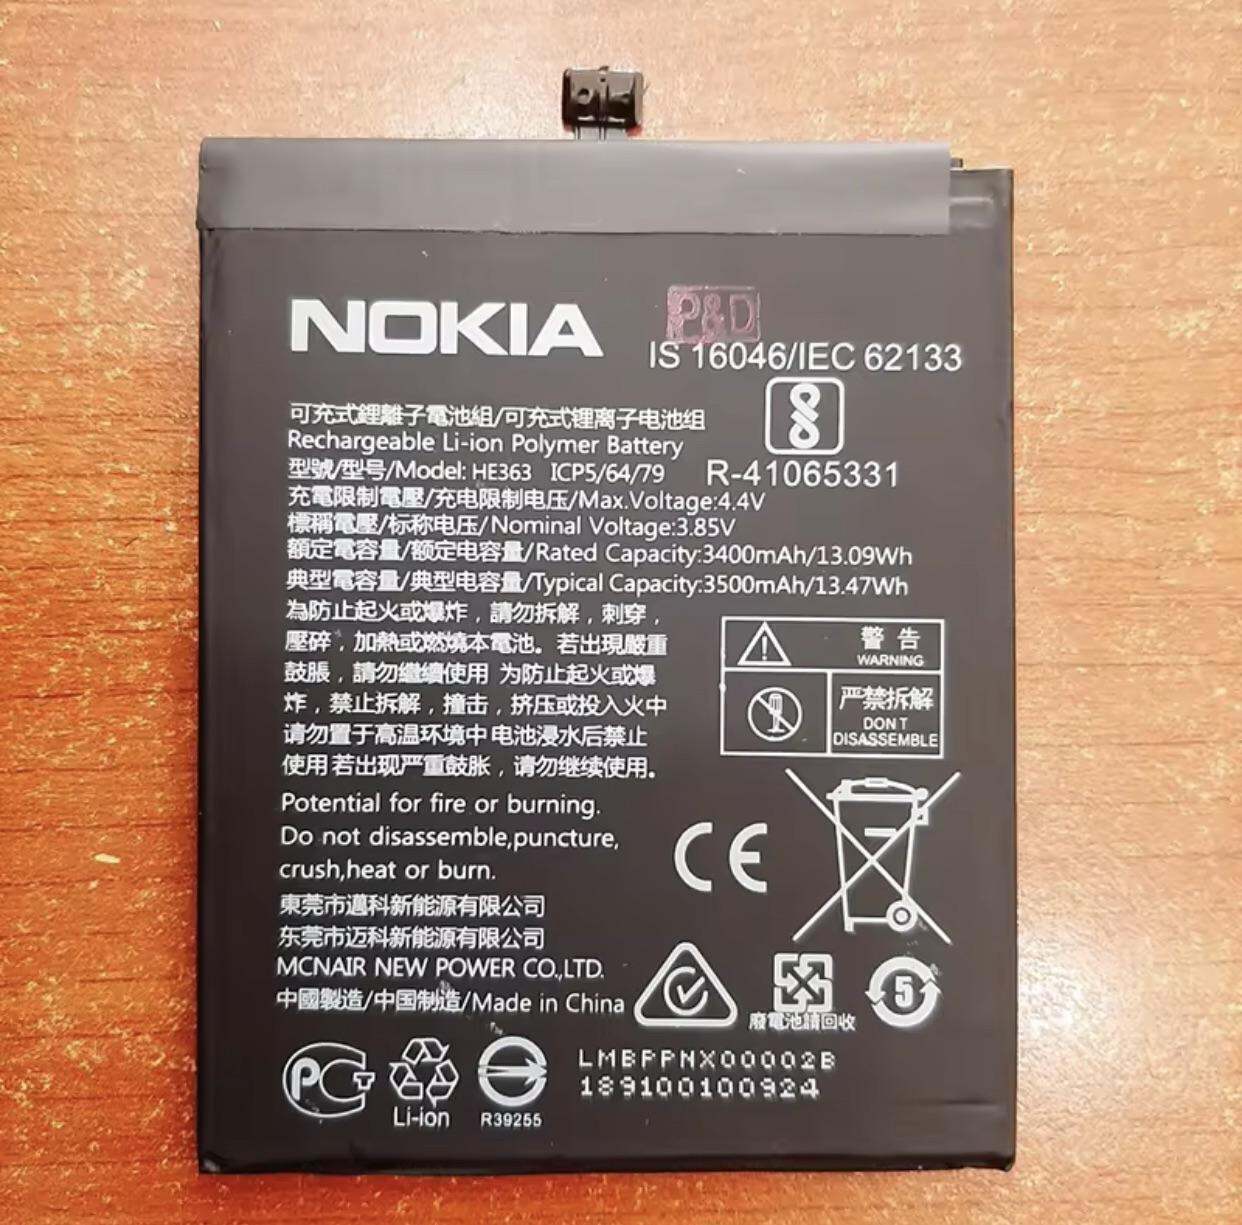 NOKIA
P&D
IS 16046/IEC 62133
可充式鋰離子電池組/可充式锂离子电池组
Rechargeable Li-ion Polymer Battery
型號/型号/Model: HE363 ICP5/64/79
R-41065331
充電限制電壓/充电限制电压/Max.Voltage:4.4V
標稱電壓/标称电压/Nominal Voltage:3.85V
額定電容量/额定电容量/Rated Capacity:3400mAh/13.09Wh
典型電容量/典型电容量/Typical Capacity:3500mAh/13.47Wh
為防止起火或爆炸，請勿拆解，刺穿，
壓碎，加熱或燃燒本電池。若出現嚴重
鼓脹，請勿繼續使用 为防止起火或爆
炸，禁止拆解，撞击，挤压或投入火中
请勿置于高温环境中 电池浸水后禁止
使用 若出现严重鼓胀，请勿继续使用。
警告
WARNING
严禁拆解
DON T
DISASSEMBLE
Potential for fire or burning.
Do not disassemble,puncture,
crush,heat or burn.
CE
東莞市邁科新能源有限公司
东莞市迈科新能源有限公司
MCNAIR NEW POWER CO.,LTD.
中國製造/中国制造/Made in China
廢電池請回收
5
PCT
Li-ion
R39255
LMBPPNX00002B
189100100924